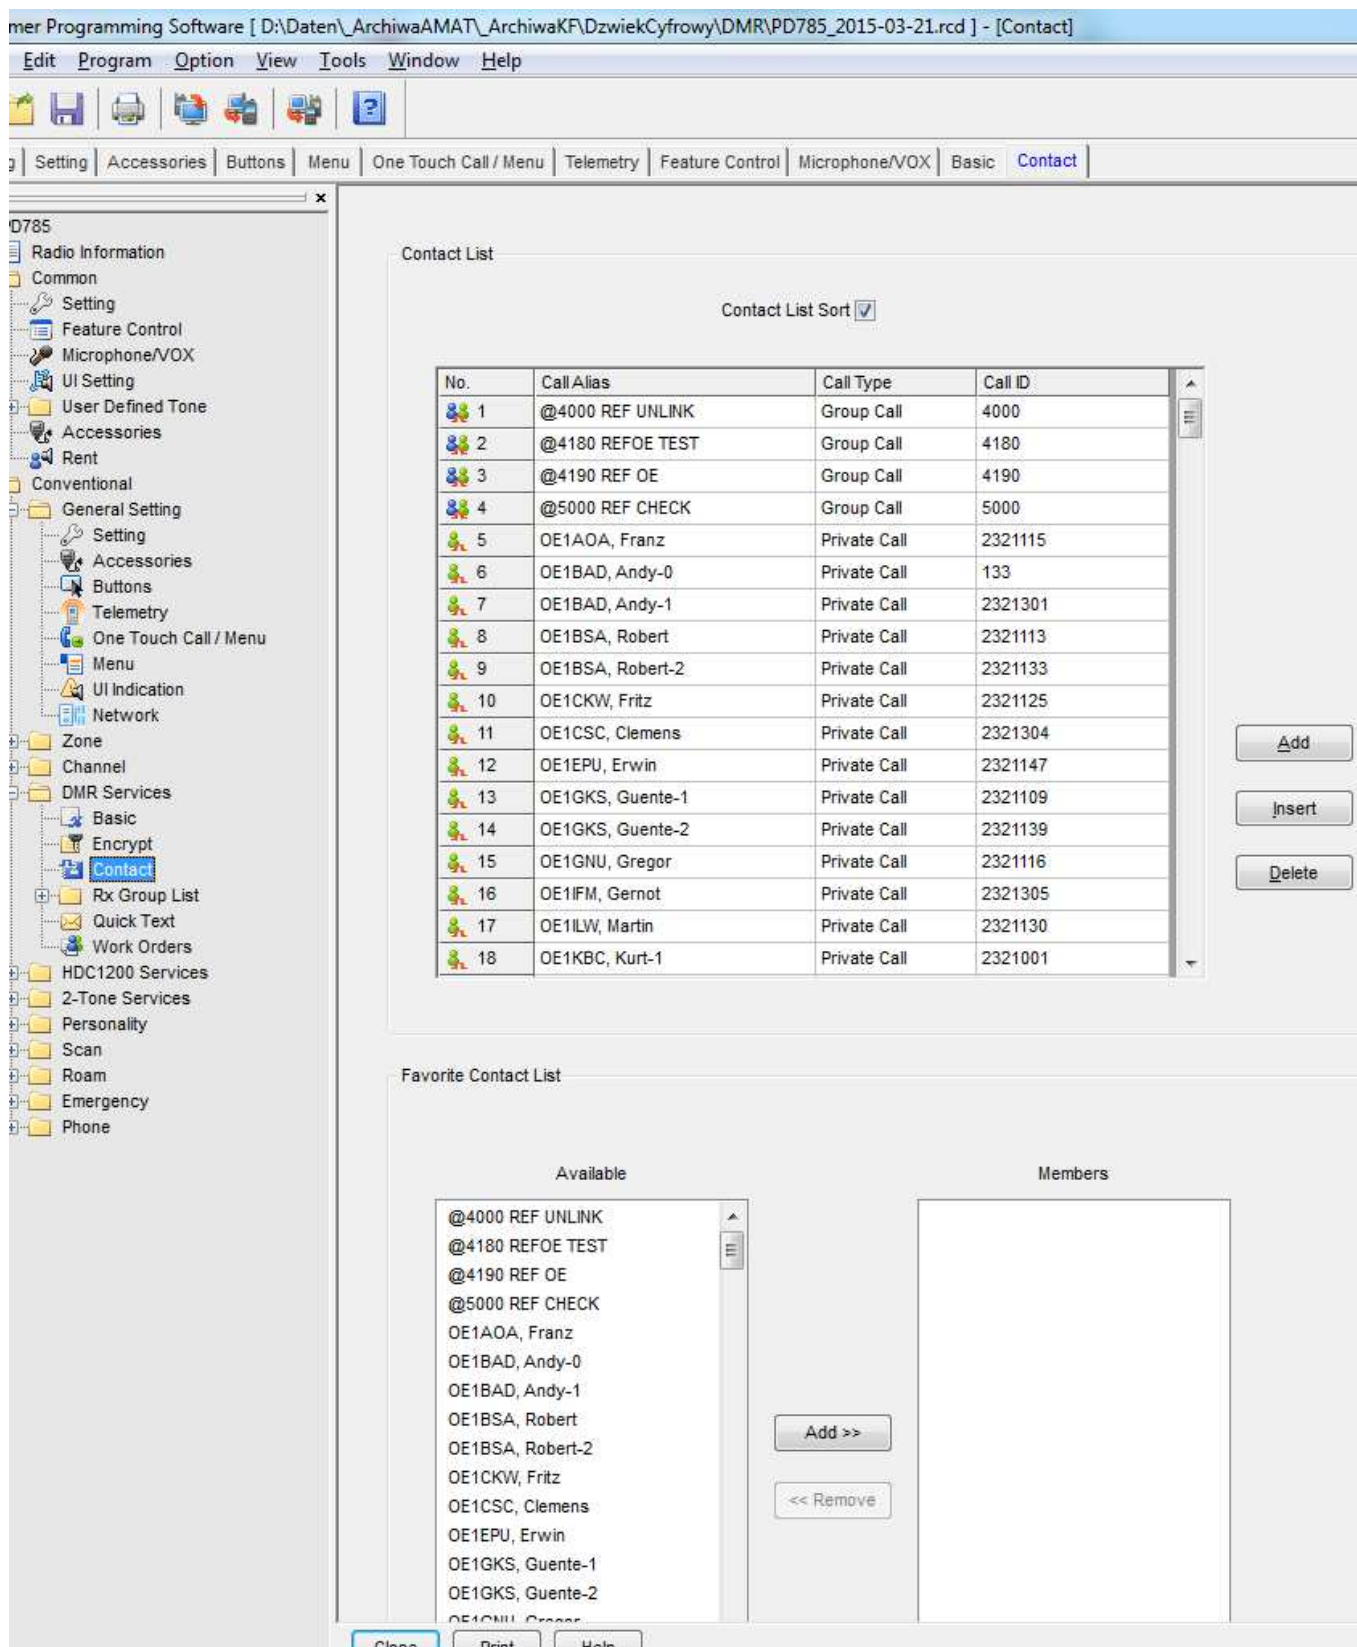 mer Programming Software [ D:\Daten\_ArchiwaAMAT\_ArchiwaKF\DzwiekCyfrowy\DMR\PD785_2015-03-21.rcd ] - [Contact]
Edit Program Option View Tools Window Help
Setting Accessories Buttons Menu One Touch Call / Menu Telemetry Feature Control Microphone/VOX Basic Contact
PD785
Radio Information
Common
Setting
Feature Control
Microphone/VOX
UI Setting
User Defined Tone
Accessories
Rent
Conventional
General Setting
Setting
Accessories
Buttons
Telemetry
One Touch Call / Menu
Menu
UI Indication
Network
Zone
Channel
DMR Services
Basic
Encrypt
Contact
Rx Group List
Quick Text
Work Orders
HDC1200 Services
2-Tone Services
Personality
Scan
Roam
Emergency
Phone
Contact List
Contact List Sort
No. Call Alias Call Type Call ID
1 @4000 REF UNLINK Group Call 4000
2 @4180 REFOE TEST Group Call 4180
3 @4190 REF OE Group Call 4190
4 @5000 REF CHECK Group Call 5000
5 OE1AOA, Franz Private Call 2321115
6 OE1BAD, Andy-0 Private Call 133
7 OE1BAD, Andy-1 Private Call 2321301
8 OE1BSA, Robert Private Call 2321113
9 OE1BSA, Robert-2 Private Call 2321133
10 OE1CKW, Fritz Private Call 2321125
11 OE1CSC, Clemens Private Call 2321304
12 OE1EPU, Erwin Private Call 2321147
13 OE1GKS, Guente-1 Private Call 2321109
14 OE1GKS, Guente-2 Private Call 2321139
15 OE1GNU, Gregor Private Call 2321116
16 OE1IFM, Gernot Private Call 2321305
17 OE1ILW, Martin Private Call 2321130
18 OE1KBC, Kurt-1 Private Call 2321001
Add
Insert
Delete
Favorite Contact List
Available
@4000 REF UNLINK
@4180 REFOE TEST
@4190 REF OE
@5000 REF CHECK
OE1AOA, Franz
OE1BAD, Andy-0
OE1BAD, Andy-1
OE1BSA, Robert
OE1BSA, Robert-2
OE1CKW, Fritz
OE1CSC, Clemens
OE1EPU, Erwin
OE1GKS, Guente-1
OE1GKS, Guente-2
OE1GNU, Gregor
Add >>
<< Remove
Members
Close Print Help